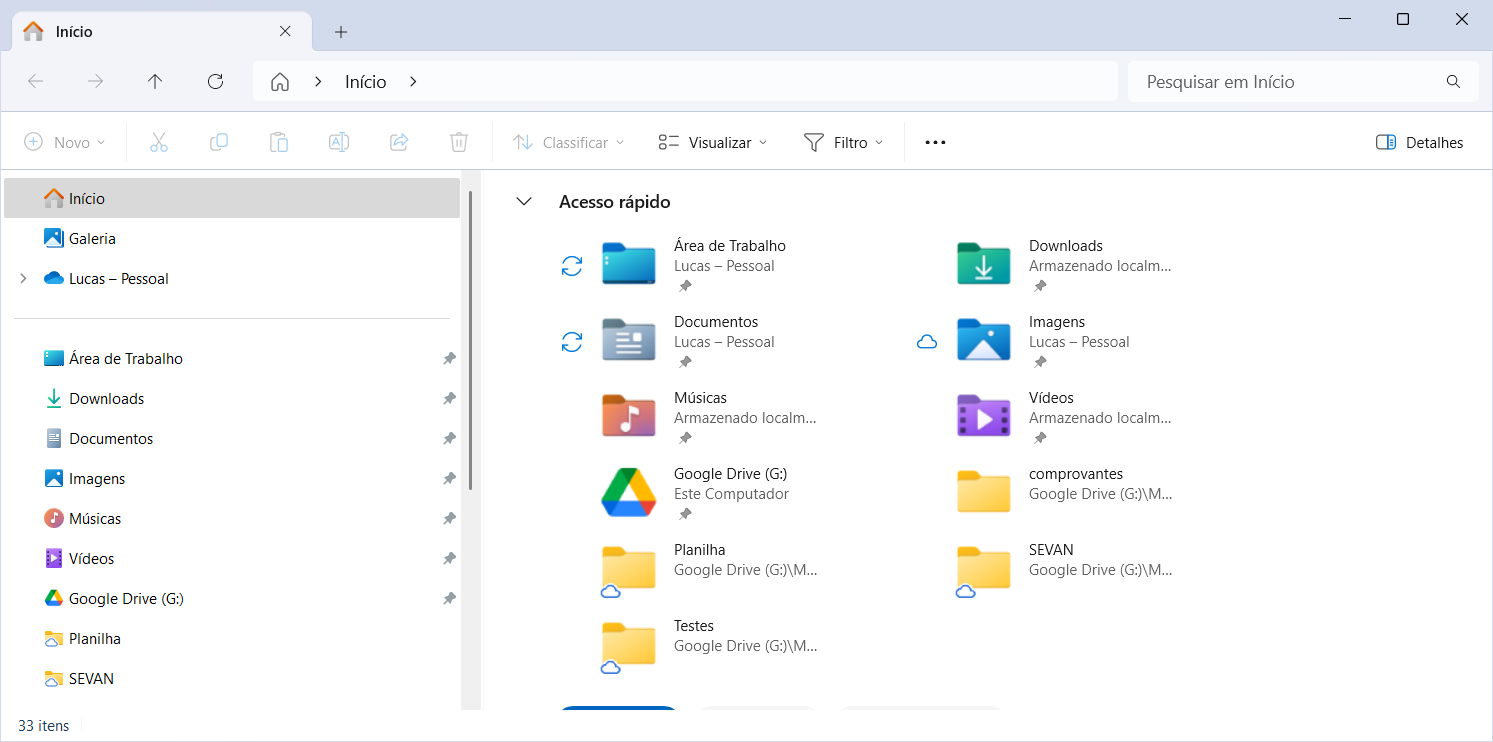 Início
Início
Pesquisar em Início
Novo
Classificar
Visualizar
Filtro
Detalhes
Início
Galeria
Lucas – Pessoal
Área de Trabalho
Downloads
Documentos
Imagens
Músicas
Vídeos
Google Drive (G:)
Planilha
SEVAN
Acesso rápido
Área de Trabalho
Lucas – Pessoal
Downloads
Armazenado localm...
Documentos
Lucas – Pessoal
Imagens
Lucas – Pessoal
Músicas
Armazenado localm...
Vídeos
Armazenado localm...
Google Drive (G:)
Este Computador
comprovantes
Google Drive (G:)\M...
Planilha
Google Drive (G:)\M...
SEVAN
Google Drive (G:)\M...
Testes
Google Drive (G:)\M...
33 itens